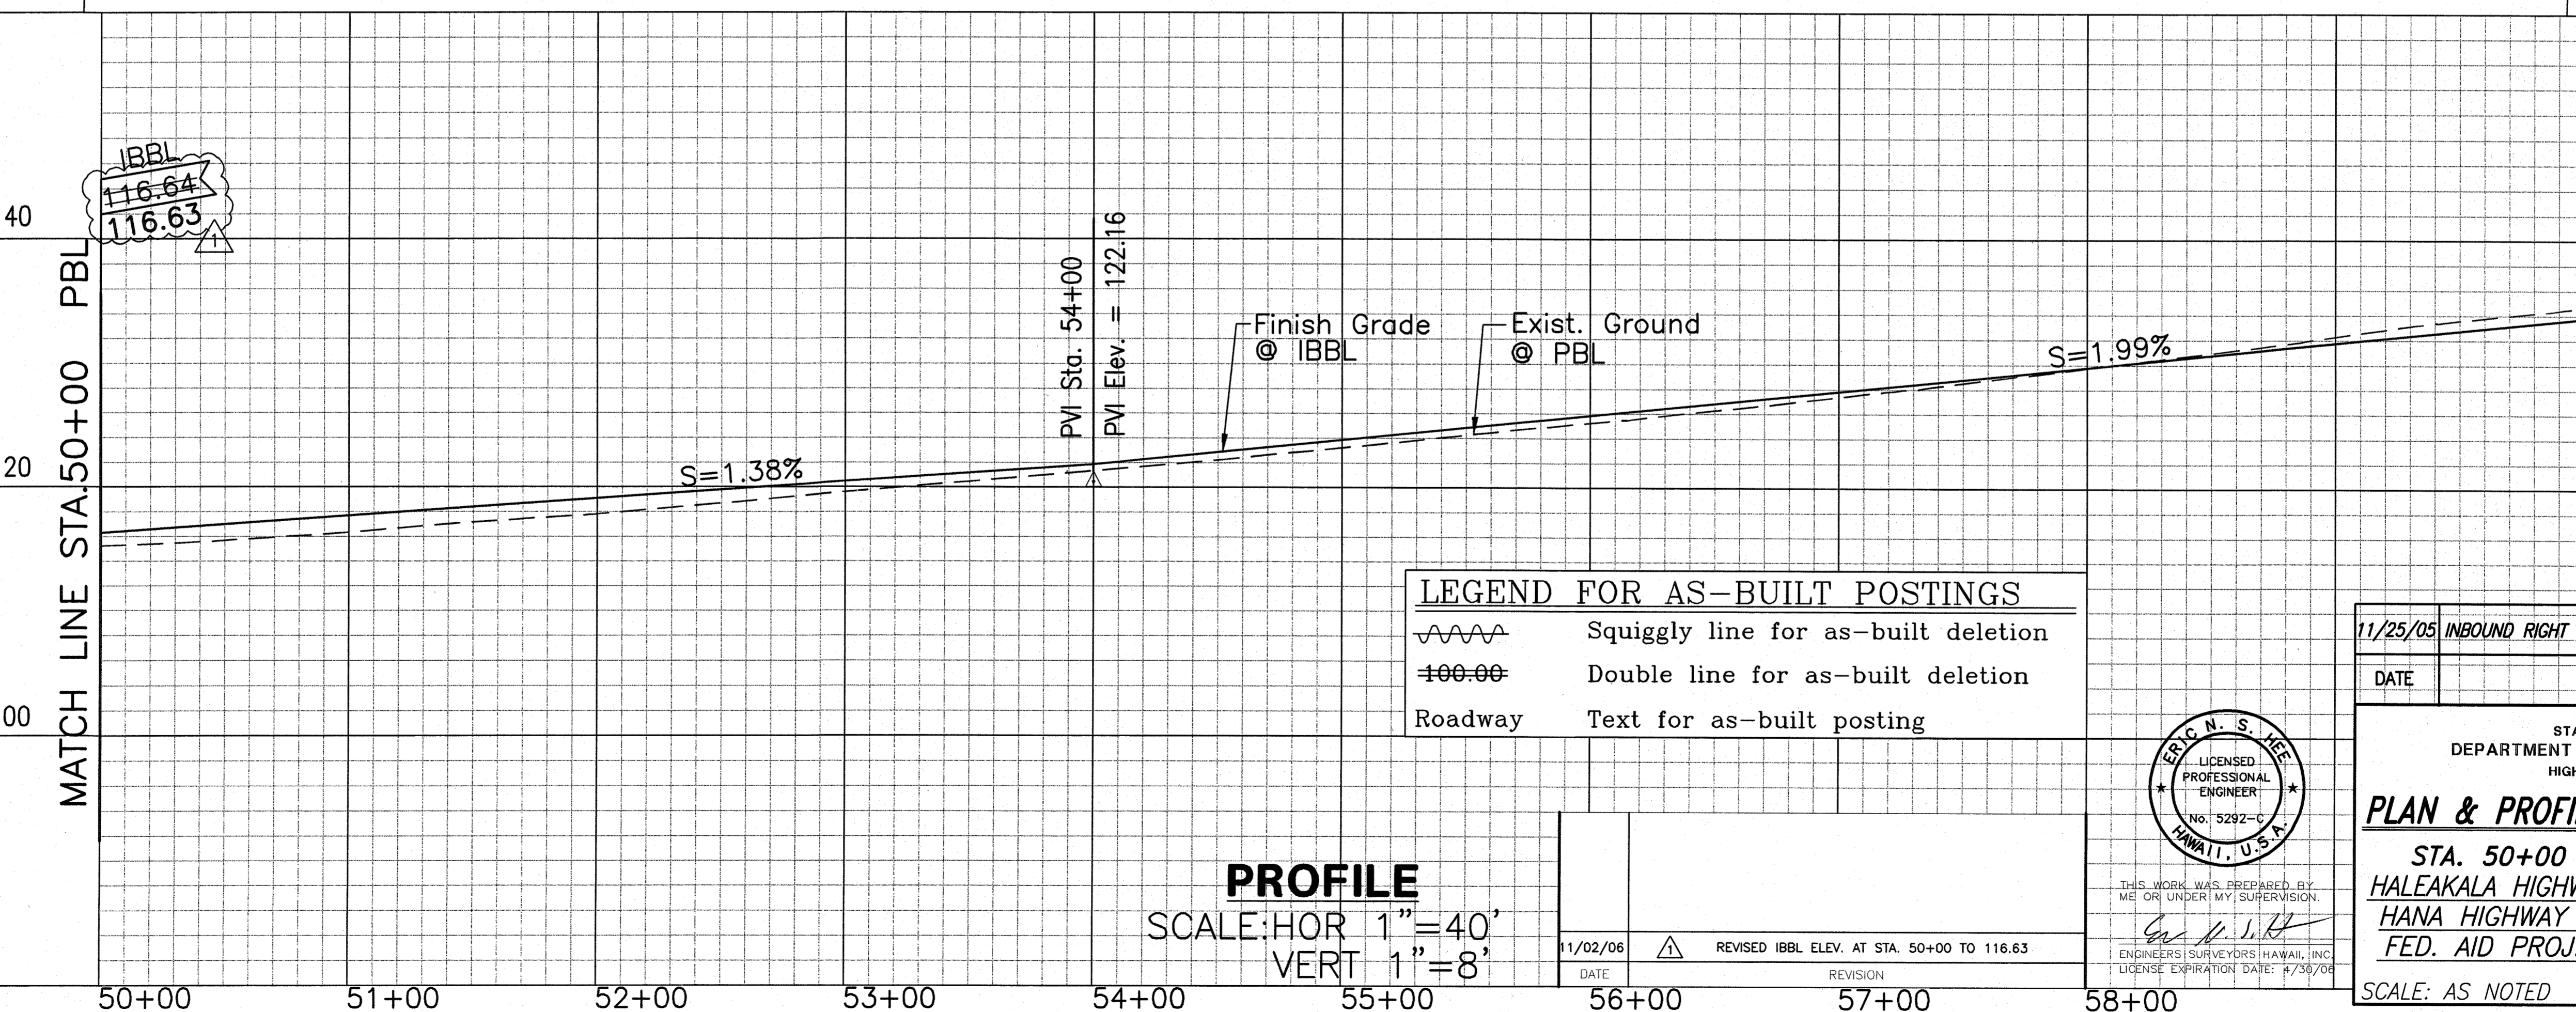 IBBL
116.64
116.63
1
40
20
00
MATCH LINE STA.50+00 PBL
S=1.38%
PVI Sta. 54+00
PVI Elev. = 122.16
Finish Grade
@ IBBL
Exist. Ground
@ PBL
S=1.99%
LEGEND FOR AS-BUILT POSTINGS
Squiggly line for as-built deletion
100.00 Double line for as-built deletion
Roadway Text for as-built posting
PROFILE
SCALE:HOR 1"=40'
VERT 1"=8'
11/02/06 1 REVISED IBBL ELEV. AT STA. 50+00 TO 116.63
DATE REVISION
ERIC N. S. HEE
LICENSED
PROFESSIONAL
ENGINEER
No. 5292-C
HAWAII, U.S.A.
THIS WORK WAS PREPARED BY
ME OR UNDER MY SUPERVISION.
ENGINEERS SURVEYORS HAWAII, INC.
LICENSE EXPIRATION DATE: 4/30/06
11/25/05 INBOUND RIGHT
DATE
STA
DEPARTMENT
HIGH
PLAN & PROFI
STA. 50+00
HALEAKALA HIGHW
HANA HIGHWAY
FED. AID PROJ.
SCALE: AS NOTED
50+00 51+00 52+00 53+00 54+00 55+00 56+00 57+00 58+00